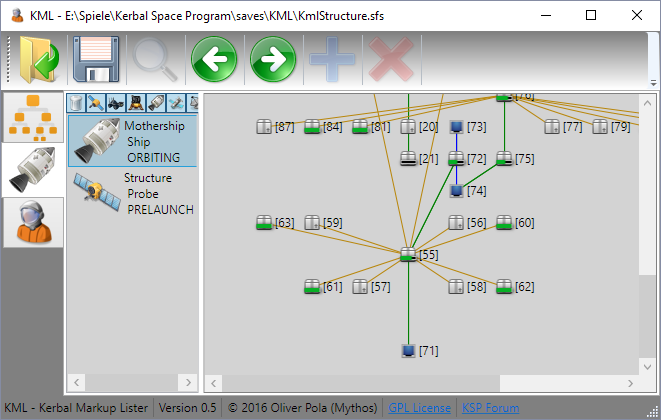 KML - E:\Spiele\Kerbal Space Program\saves\KML\KmlStructure.sfs
Mothership
Ship
ORBITING
Structure
Probe
PRELAUNCH
[76]
[87] [84] [81] [20] [73] [77] [79]
[21] [72] [75]
[74]
[63] [59] [56] [60]
[55]
[61] [57] [58] [62]
[71]
KML - Kerbal Markup Lister Version 0.5 © 2016 Oliver Pola (Mythos) GPL License KSP Forum